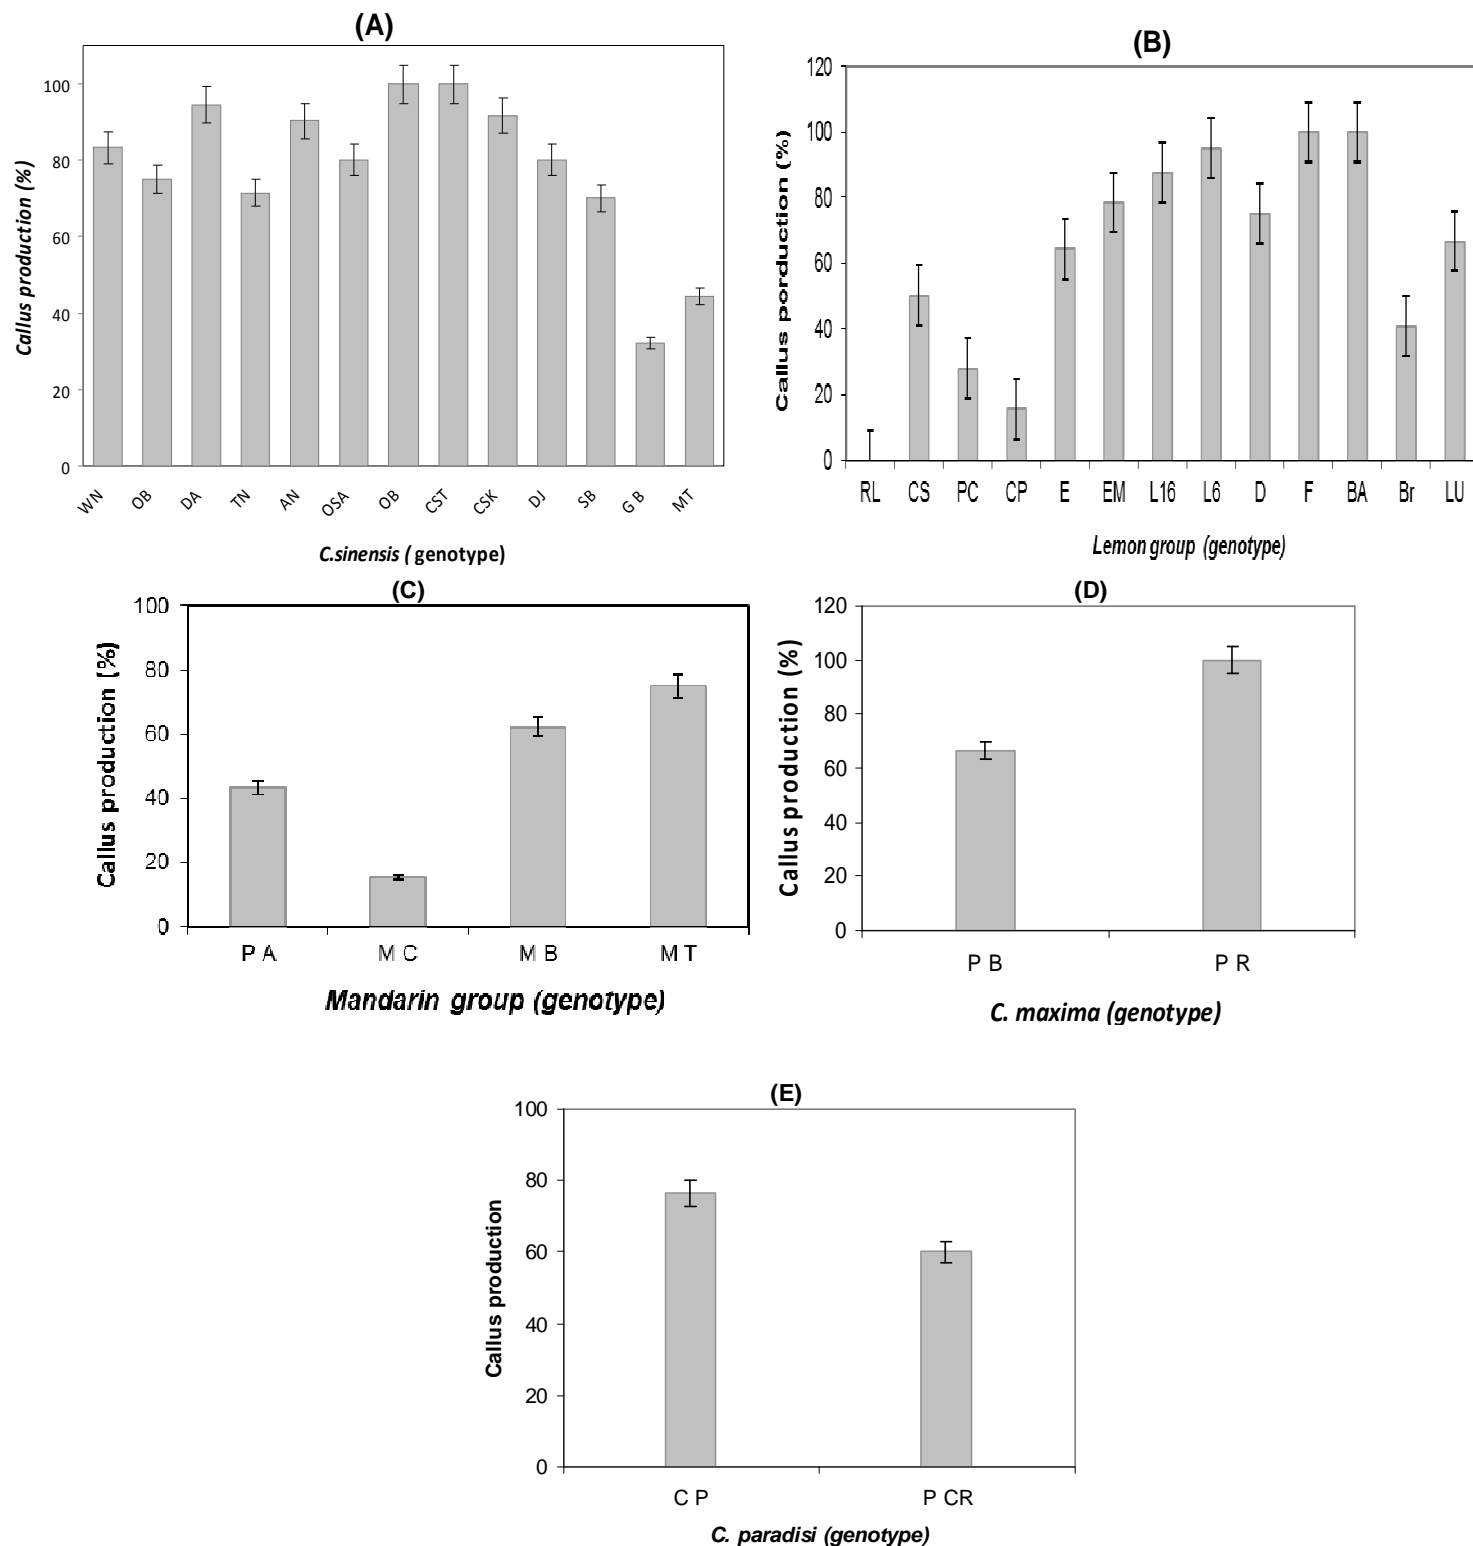 (A)
Callus production (%)
100
80
60
40
20
0
WN OB DA TN AN OSA OB CST CSK DJ SB G B MT
C.sinensis ( genotype)
(B)
Callus porduction (%)
120
100
80
60
40
20
0
RL CS PC CP E EM L16 L6 D F BA Br LU
Lemon group (genotype)
(C)
Callus production (%)
100
80
60
40
20
0
P A M C M B M T
Mandarin group (genotype)
(D)
Callus production (%)
120
100
80
60
40
20
0
P B P R
C. maxima (genotype)
(E)
Callus production
100
80
60
40
20
0
C P P CR
C. paradisi (genotype)